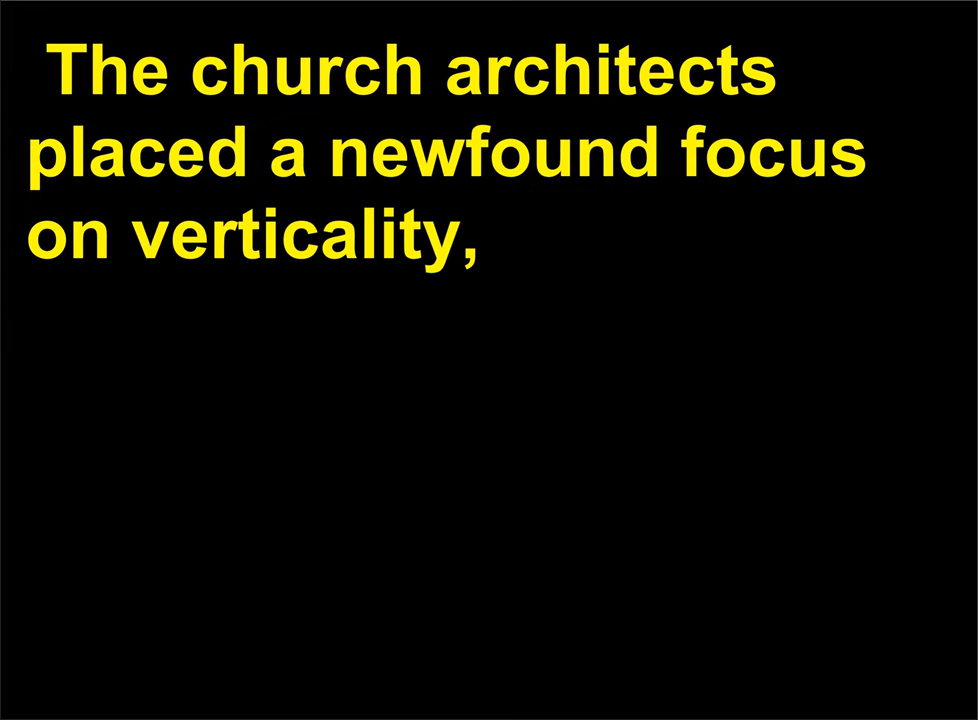 The church architects
placed a newfound focus
on verticality,